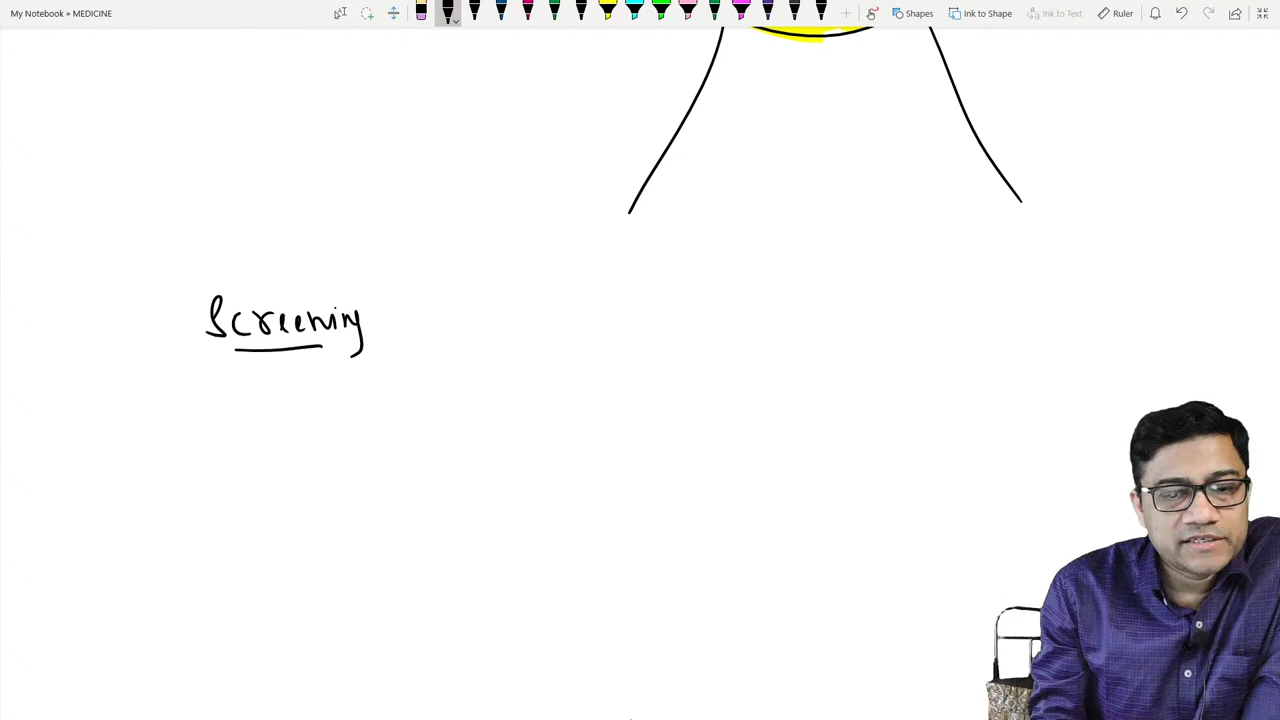 My Notebook » MEDICINE
Shapes
Ink to Shape
Ink to Text
Ruler
Screening